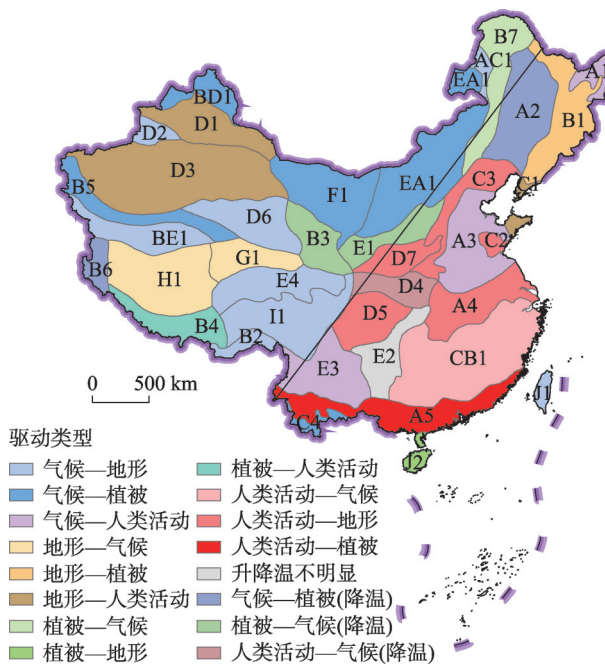 B7
AC1
EA1
A1
BD1
A2
D1
B1
D2
D3
C3
C1
B5
F1
EA1
D6
B3
A3
C2
BE1
E1
D7
G1
B6
H1
E4
D4
A4
I1
D5
B4
B2
E2
E3
CB1
0 500 km
J1
C4
A5
J2
驱动类型
气候—地形 植被—人类活动
气候—植被 人类活动—气候
气候—人类活动 人类活动—地形
地形—气候 人类活动—植被
地形—植被 升降温不明显
地形—人类活动 气候—植被(降温)
植被—气候 植被—气候(降温)
植被—地形 人类活动—气候(降温)